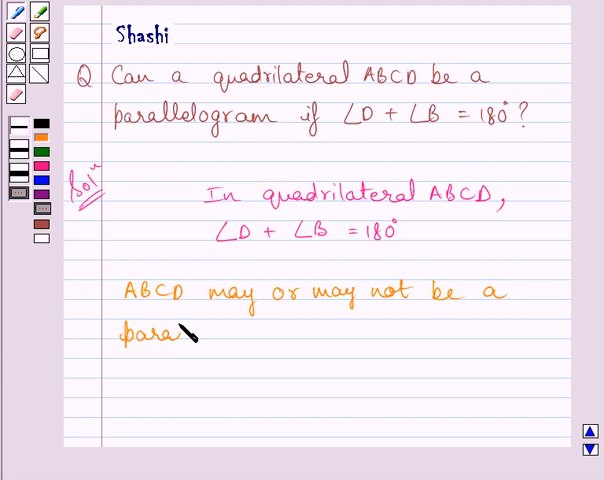 Shashi
Q Can a quadrilateral ABCD be a
parallelogram if ∠D + ∠B = 180° ?
Solⁿ In quadrilateral ABCD,
∠D + ∠B = 180°
ABCD may or may not be a
para